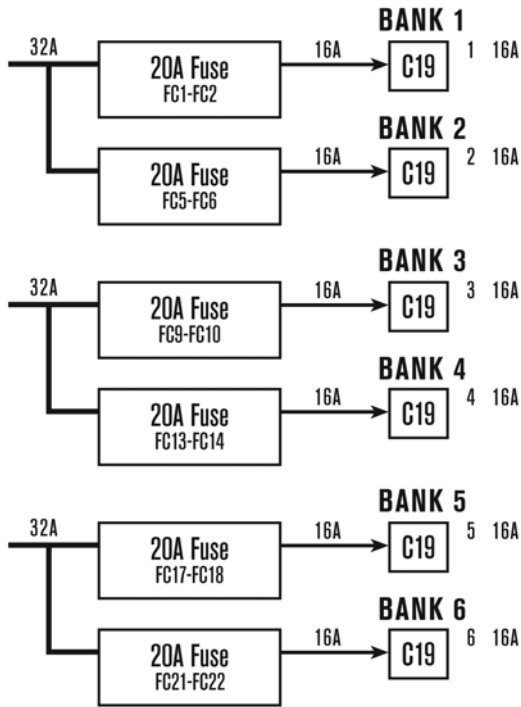 BANK 1
32A
20A Fuse
FC1-FC2
16A
C19
1 16A
BANK 2
20A Fuse
FC5-FC6
16A
C19
2 16A
BANK 3
32A
20A Fuse
FC9-FC10
16A
C19
3 16A
BANK 4
20A Fuse
FC13-FC14
16A
C19
4 16A
BANK 5
32A
20A Fuse
FC17-FC18
16A
C19
5 16A
BANK 6
20A Fuse
FC21-FC22
16A
C19
6 16A